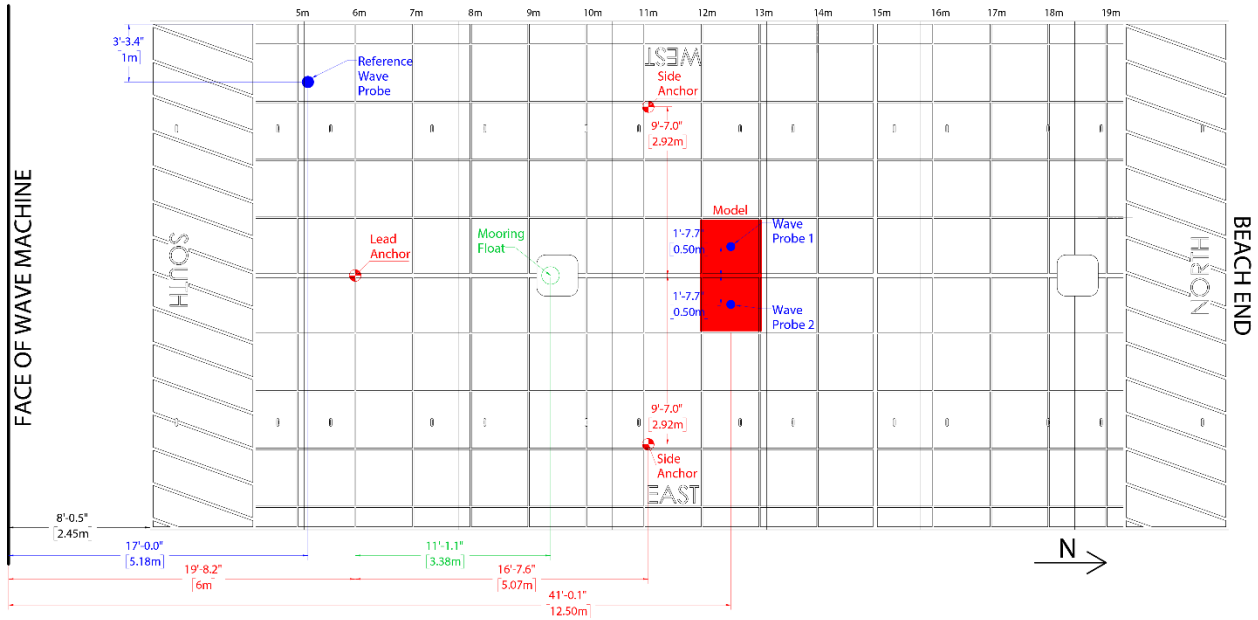 5m 6m 7m 8m 9m 10m 11m 12m 13m 14m 15m 16m 17m 18m 19m
3'-3.4"
1m
Reference
Wave
Probe
WEST
Side
Anchor
9'-7.0"
2.92m
FACE OF WAVE MACHINE
SOUTH
Lead
Anchor
Mooring
Float
Model
1'-7.7"
0.50m
Wave
Probe 1
1'-7.7"
0.50m
Wave
Probe 2
NORTH
BEACH END
9'-7.0"
2.92m
Side
Anchor
EAST
8'-0.5"
2.45m
17'-0.0"
5.18m
11'-1.1"
3.38m
N
19'-8.2"
6m
16'-7.6"
5.07m
41'-0.1"
12.50m